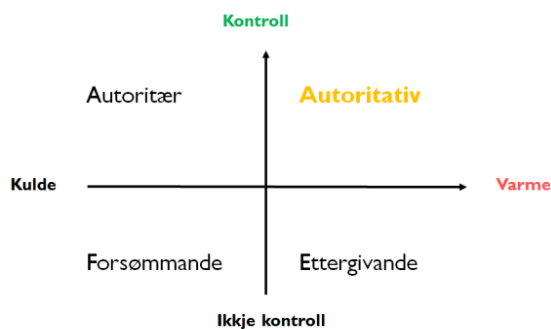 Kontroll
Autoritær
Autoritativ
Kulde
Varme
Forsømmande
Ettergivande
Ikkje kontroll